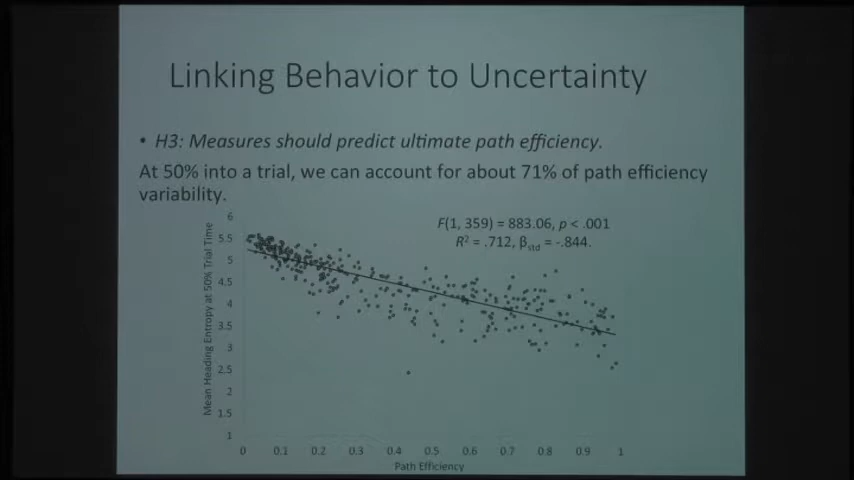 Linking Behavior to Uncertainty
• H3: Measures should predict ultimate path efficiency.
At 50% into a trial, we can account for about 71% of path efficiency
variability.
F(1, 359) = 883.06, p < .001
R² = .712, βstd = -.844.
Mean Heading Entropy at 50% Trial Time
6
5.5
5
4.5
4
3.5
3
2.5
2
1.5
1
0 0.1 0.2 0.3 0.4 0.5 0.6 0.7 0.8 0.9 1
Path Efficiency